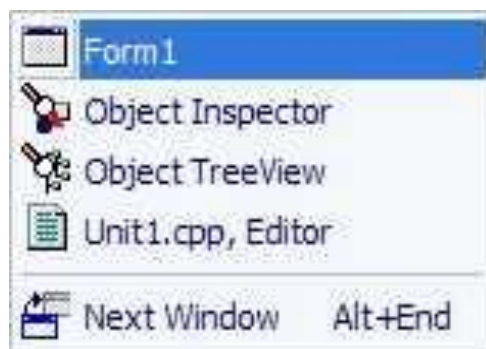 Form1
Object Inspector
Object TreeView
Unit1.cpp, Editor
Next Window Alt+End